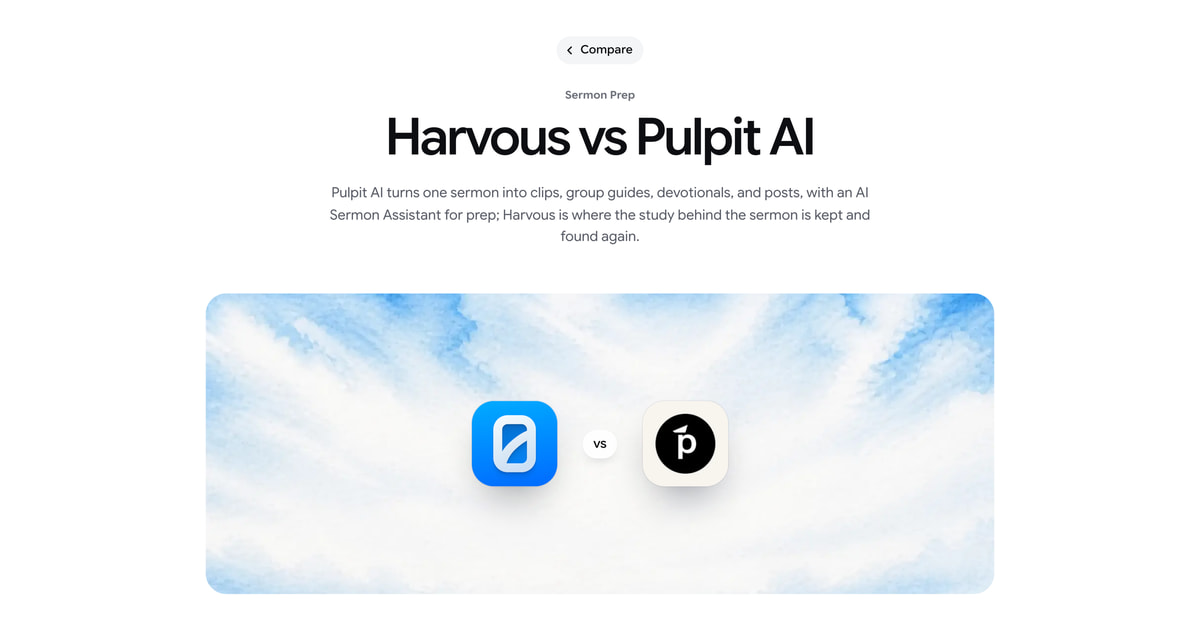 Compare
Sermon Prep
Harvous vs Pulpit AI
Pulpit AI turns one sermon into clips, group guides, devotionals, and posts, with an AI
Sermon Assistant for prep; Harvous is where the study behind the sermon is kept and
found again.
vs
p